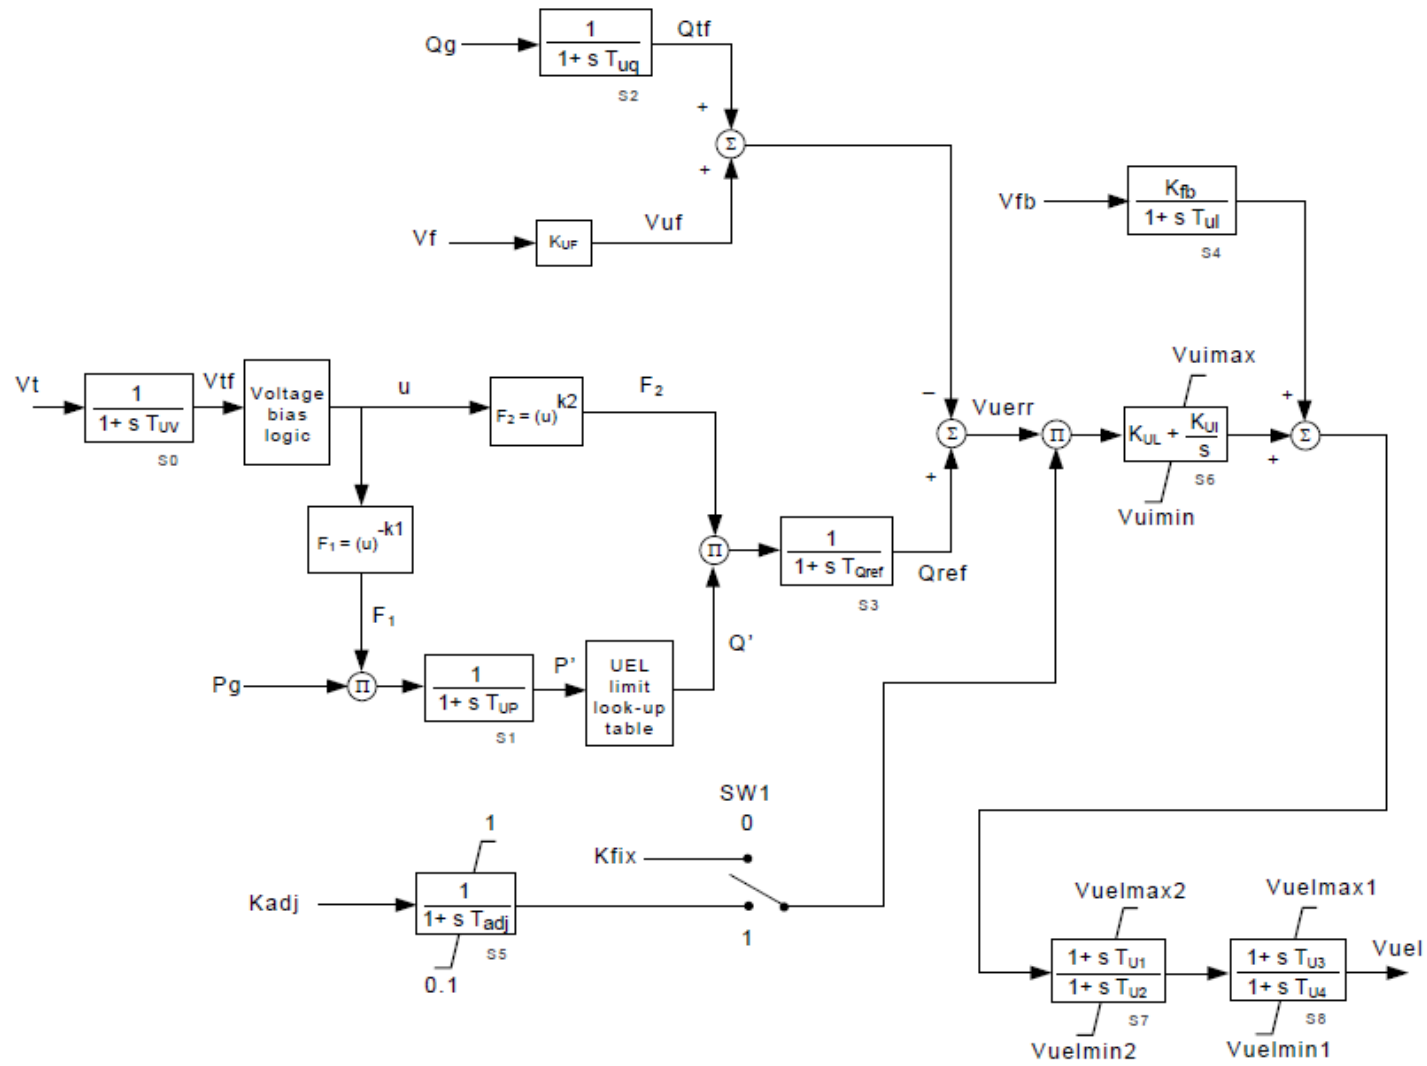 Qg
1
1+ s Tuq
S2
Qtf
+
Σ
+
Vf
KUF
Vuf
Vfb
Kfb
1+ s Tul
S4
Vt
1
1+ s TUV
S0
Vtf
Voltage
bias
logic
u
F2 = (u)k2
F2
F1 = (u)-k1
F1
Pg
Π
1
1+ s TUP
S1
P'
UEL
limit
look-up
table
Q'
Π
1
1+ s TQref
S3
Qref
−
Σ
+
Vuerr
Π
Vuimax
KUL + KUI
s
S6
Vuimin
+
Σ
+
SW1
0
Kfix
1
Kadj
1
1
1+ s Tadj
S5
0.1
Vuelmax2
1+ s TU1
1+ s TU2
S7
Vuelmin2
Vuelmax1
1+ s TU3
1+ s TU4
S8
Vuelmin1
Vuel